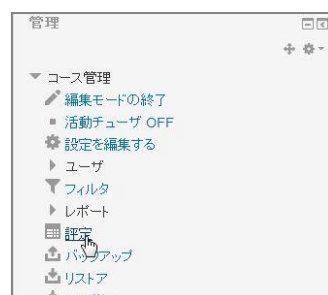 管理
コース管理
編集モードの終了
活動チューザ OFF
設定を編集する
ユーザ
フィルタ
レポート
評定
バックアップ
リストア